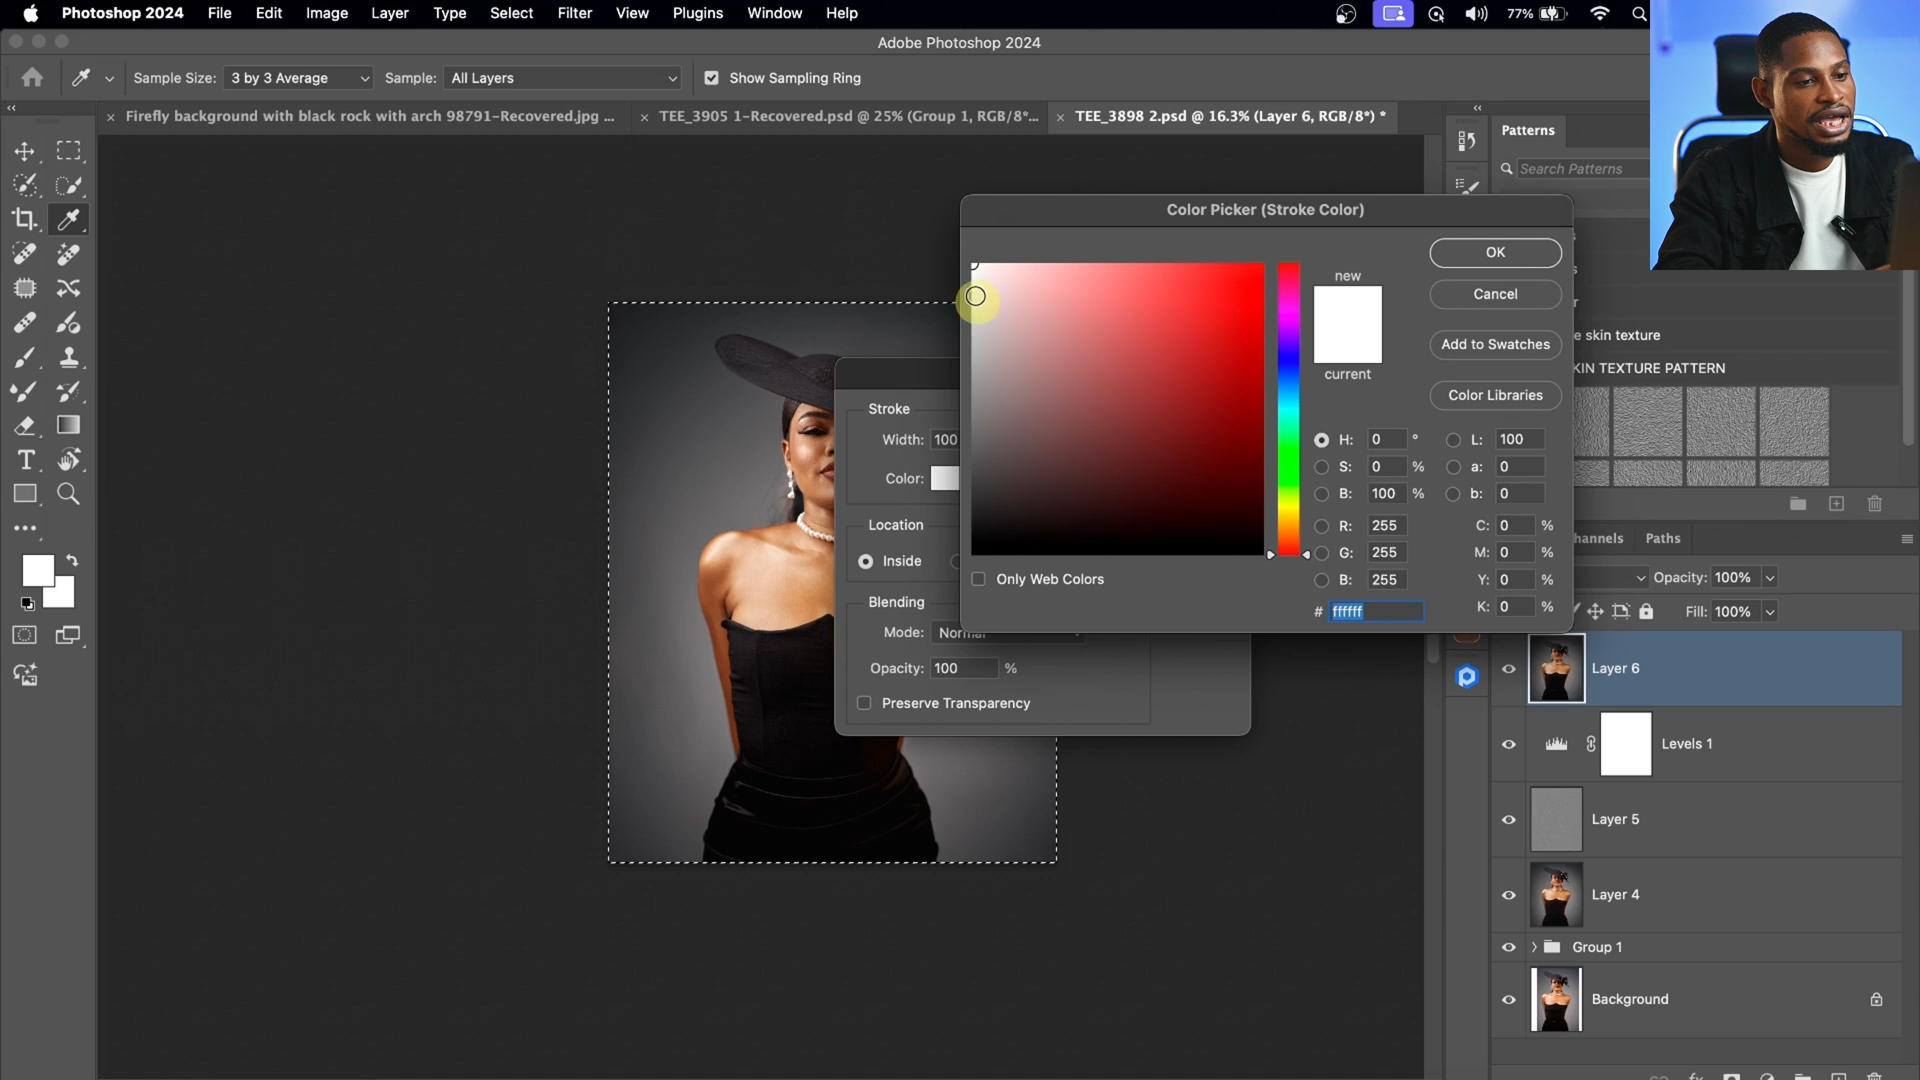 Photoshop 2024 File Edit Image Layer Type Select Filter View Plugins Window Help 77%
Adobe Photoshop 2024
Sample Size: 3 by 3 Average Sample: All Layers Show Sampling Ring
Firefly background with black rock with arch 98791-Recovered.jpg ... TEE_3905 1-Recovered.psd @ 25% (Group 1, RGB/8*... TEE_3898 2.psd @ 16.3% (Layer 6, RGB/8*) *
Patterns
Search Patterns
Color Picker (Stroke Color)
OK
new
Cancel
Add to Swatches
current
Color Libraries
H: 0 ° L: 100
S: 0 % a: 0
B: 100 % b: 0
R: 255 C: 0 %
G: 255 M: 0 %
B: 255 Y: 0 %
# ffffff K: 0 %
Only Web Colors
Stroke
Width: 100
Color:
Location
Inside
Blending
Mode: Normal
Opacity: 100 %
Preserve Transparency
e skin texture
KIN TEXTURE PATTERN
hannels Paths
Opacity: 100%
Fill: 100%
Layer 6
Levels 1
Layer 5
Layer 4
Group 1
Background